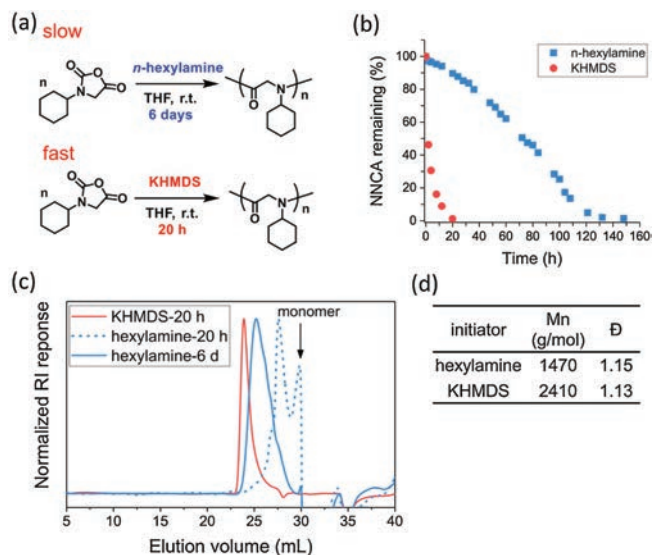 (a)
slow
n
N
O
O
O
n-hexylamine
THF, r.t.
6 days
O
N
n
fast
n
N
O
O
O
KHMDS
THF, r.t.
20 h
O
N
n
(b)
NNCA remaining (%)
100
80
60
40
20
0
n-hexylamine
KHMDS
0 20 40 60 80 100 120 140 160
Time (h)
(c)
Normalized RI reponse
KHMDS-20 h
hexylamine-20 h
hexylamine-6 d
monomer
5 10 15 20 25 30 35 40
Elution volume (mL)
(d)
initiator Mn (g/mol) Đ
hexylamine 1470 1.15
KHMDS 2410 1.13